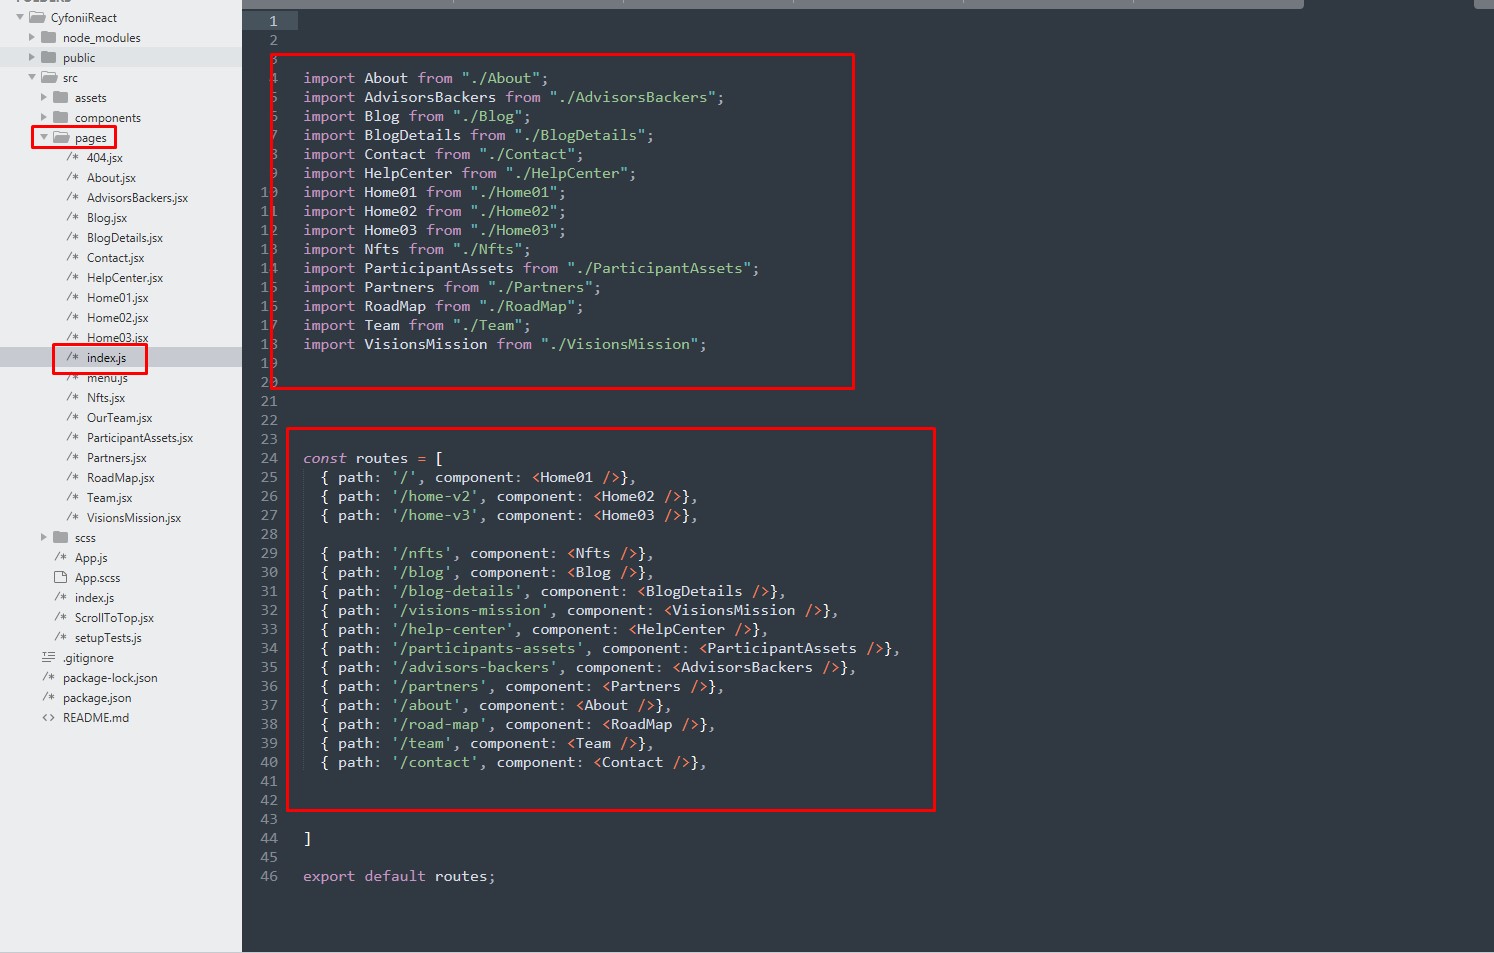 CyfoniiReact
node_modules
public
src
assets
components
pages
/* 404.jsx
/* About.jsx
/* AdvisorsBackers.jsx
/* Blog.jsx
/* BlogDetails.jsx
/* Contact.jsx
/* HelpCenter.jsx
/* Home01.jsx
/* Home02.jsx
/* Home03.jsx
/* index.js
/* menu.js
/* Nfts.jsx
/* OurTeam.jsx
/* ParticipantAssets.jsx
/* Partners.jsx
/* RoadMap.jsx
/* Team.jsx
/* VisionsMission.jsx
scss
/* App.js
App.scss
/* index.js
/* ScrollToTop.jsx
/* setupTests.js
.gitignore
/* package-lock.json
/* package.json
<> README.md
1
2
3
4 import About from "./About";
5 import AdvisorsBackers from "./AdvisorsBackers";
6 import Blog from "./Blog";
7 import BlogDetails from "./BlogDetails";
8 import Contact from "./Contact";
9 import HelpCenter from "./HelpCenter";
10 import Home01 from "./Home01";
11 import Home02 from "./Home02";
12 import Home03 from "./Home03";
13 import Nfts from "./Nfts";
14 import ParticipantAssets from "./ParticipantAssets";
15 import Partners from "./Partners";
16 import RoadMap from "./RoadMap";
17 import Team from "./Team";
18 import VisionsMission from "./VisionsMission";
19
20
21
22
23
24 const routes = [
25 { path: '/', component: <Home01 />},
26 { path: '/home-v2', component: <Home02 />},
27 { path: '/home-v3', component: <Home03 />},
28
29 { path: '/nfts', component: <Nfts />},
30 { path: '/blog', component: <Blog />},
31 { path: '/blog-details', component: <BlogDetails />},
32 { path: '/visions-mission', component: <VisionsMission />},
33 { path: '/help-center', component: <HelpCenter />},
34 { path: '/participants-assets', component: <ParticipantAssets />},
35 { path: '/advisors-backers', component: <AdvisorsBackers />},
36 { path: '/partners', component: <Partners />},
37 { path: '/about', component: <About />},
38 { path: '/road-map', component: <RoadMap />},
39 { path: '/team', component: <Team />},
40 { path: '/contact', component: <Contact />},
41
42
43
44 ]
45
46 export default routes;